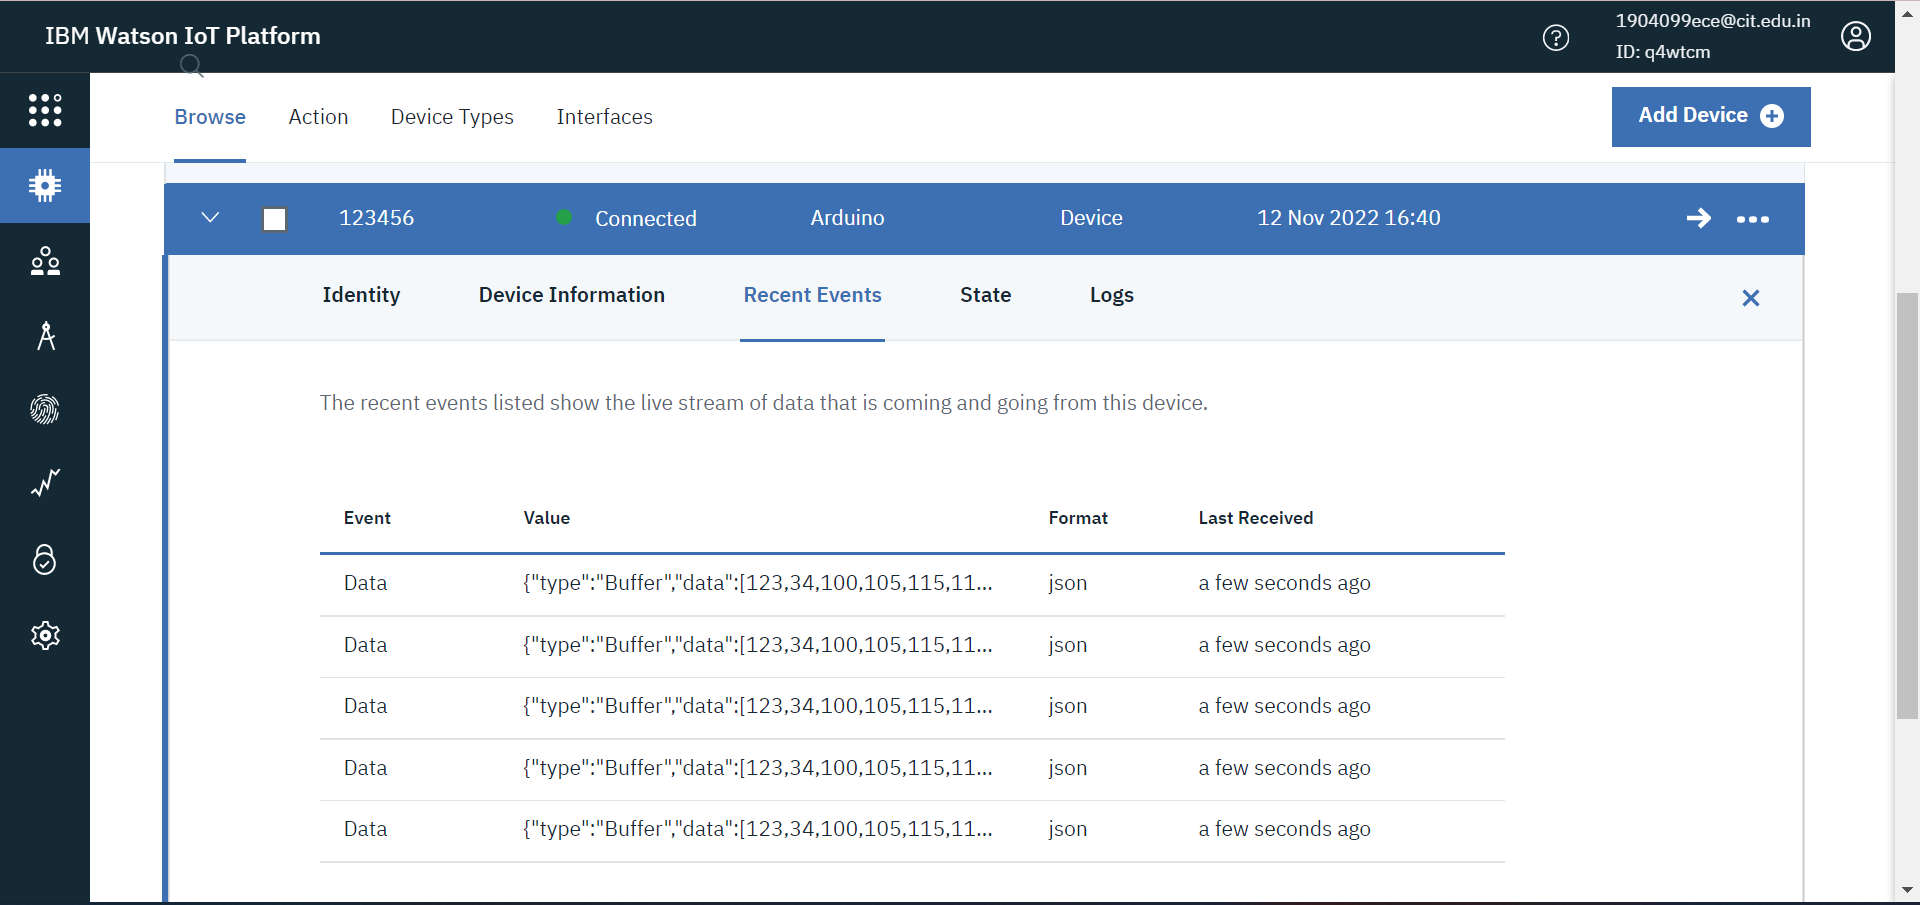 IBM Watson IoT Platform
1904099ece@cit.edu.in
ID: q4wtcm
Browse Action Device Types Interfaces
Add Device
123456 Connected Arduino Device 12 Nov 2022 16:40
Identity Device Information Recent Events State Logs
The recent events listed show the live stream of data that is coming and going from this device.
Event Value Format Last Received
Data {"type":"Buffer","data":[123,34,100,105,115,11... json a few seconds ago
Data {"type":"Buffer","data":[123,34,100,105,115,11... json a few seconds ago
Data {"type":"Buffer","data":[123,34,100,105,115,11... json a few seconds ago
Data {"type":"Buffer","data":[123,34,100,105,115,11... json a few seconds ago
Data {"type":"Buffer","data":[123,34,100,105,115,11... json a few seconds ago